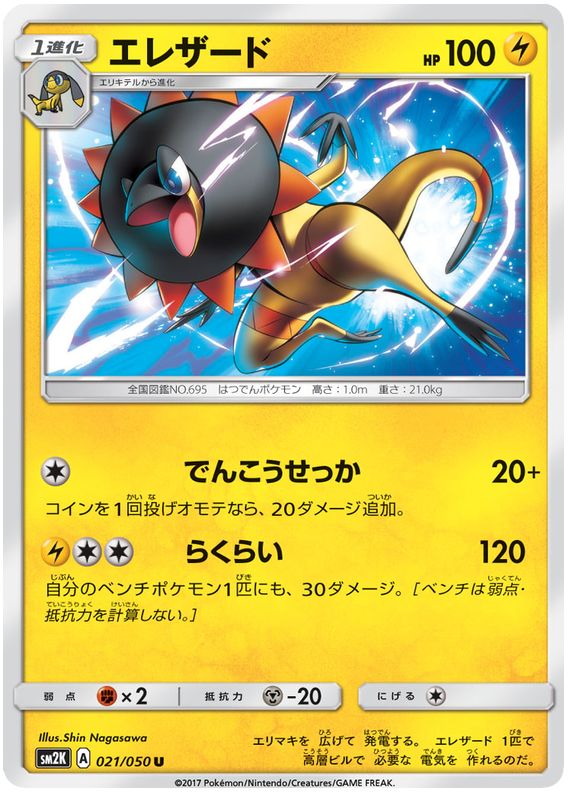 1進化 エレザード HP 100
エリキテルから進化
全国図鑑NO.695 はつでんポケモン 高さ：1.0m 重さ：21.0kg
でんこうせっか 20+
コインを1回投げオモテなら、20ダメージ追加。
らくらい 120
自分のベンチポケモン1匹にも、30ダメージ。[ベンチは弱点・
抵抗力を計算しない。]
弱点 ×2 抵抗力 -20 にげる
Illus.Shin Nagasawa
SM2K A 021/050 U
エリマキを 広げて 発電する。エレザード 1匹で
高層ビルで 必要な 電気を 作れるのだ。
©2017 Pokémon/Nintendo/Creatures/GAME FREAK.